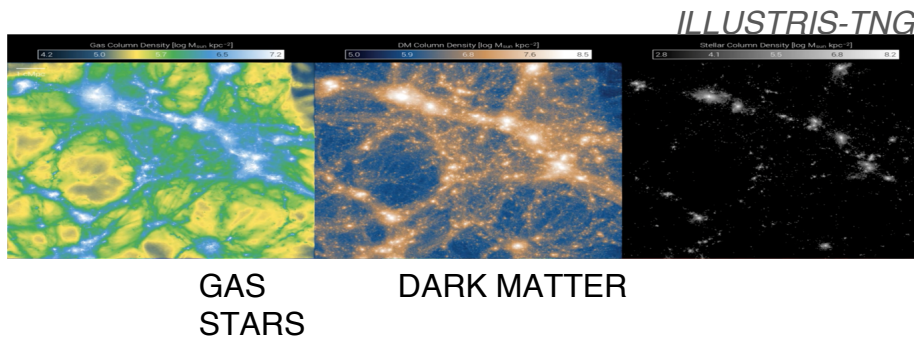 ILLUSTRIS-TNG
Gas Column Density [log Msun kpc⁻²]
4.2 5.0 5.7 6.5 7.2
DM Column Density [log Msun kpc⁻²]
5.0 5.9 6.8 7.6 8.5
Stellar Column Density [log Msun kpc⁻²]
2.8 4.1 5.5 6.8 8.2
GAS DARK MATTER
STARS